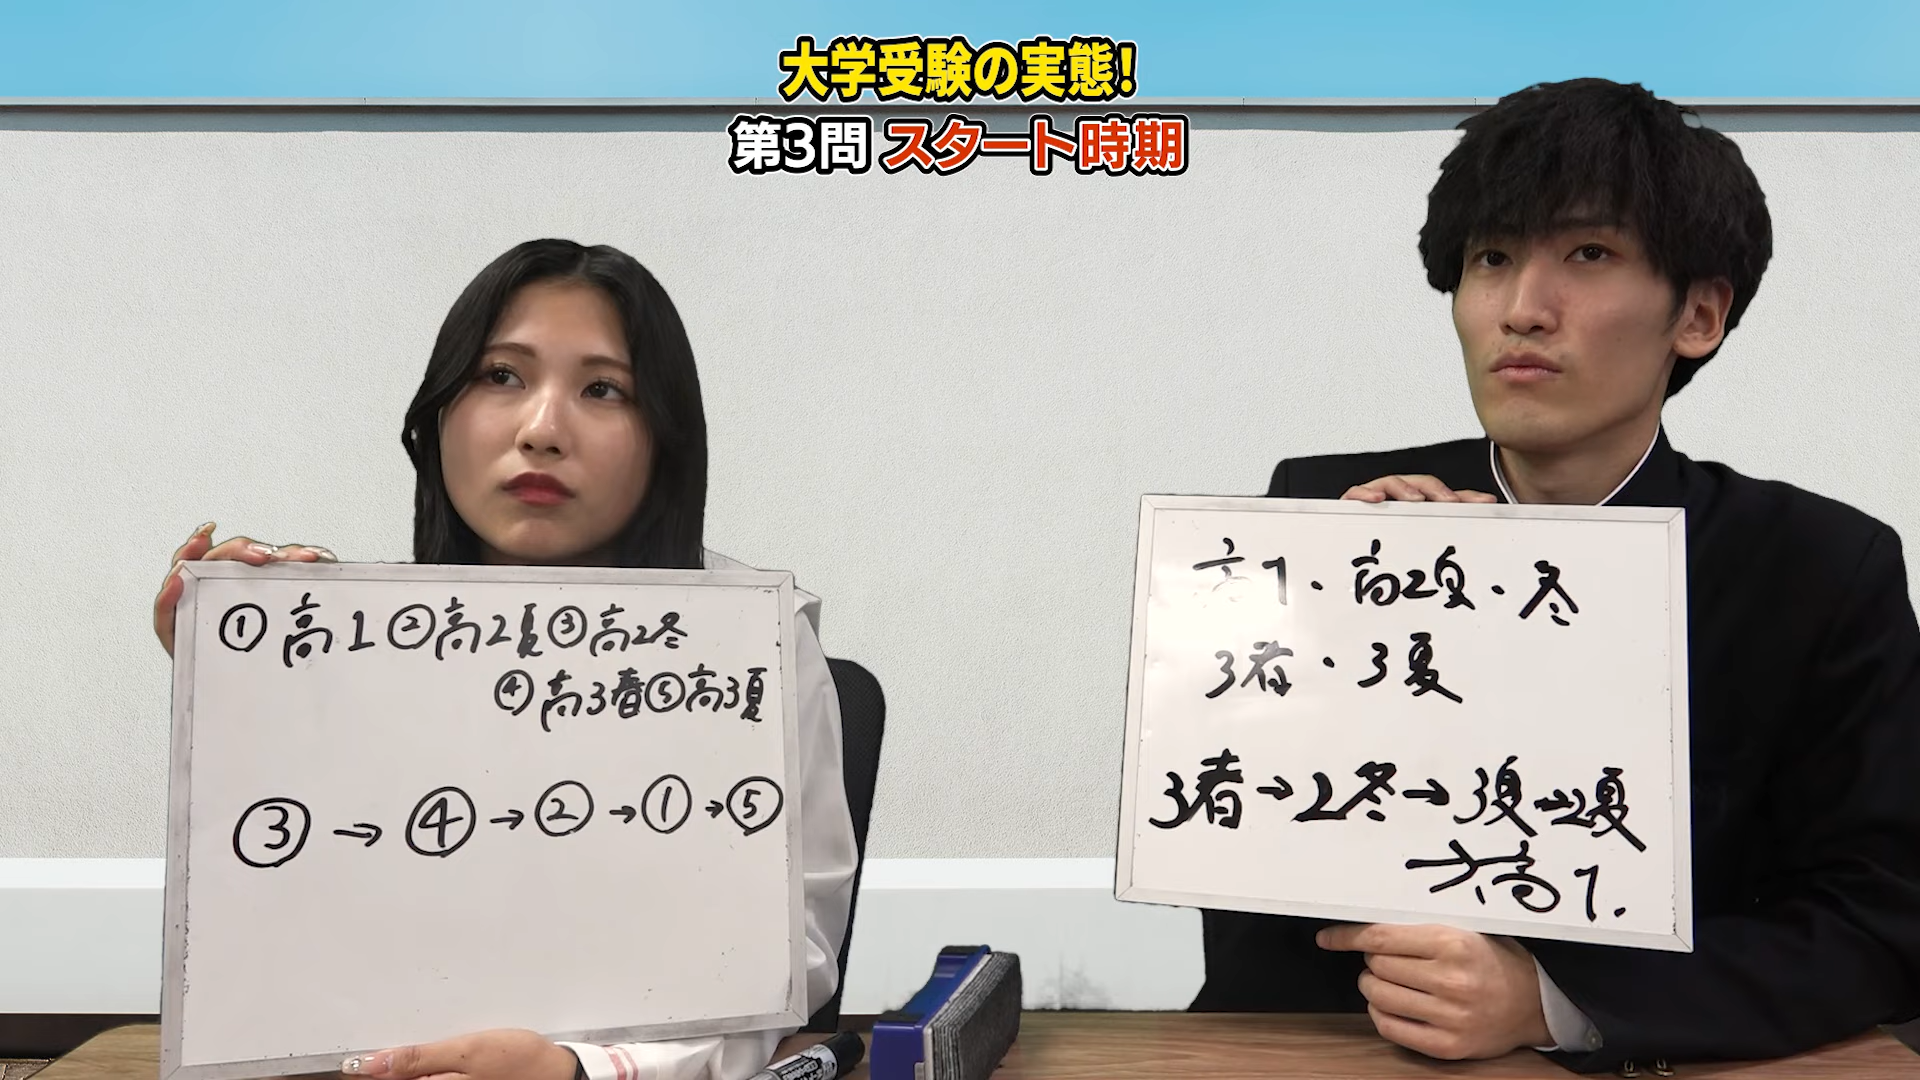 大学受験の実態!
第3問 スタート時期
① 高1 ②高2夏 ③高2冬
④高3春 ⑤高3夏
③→④→②→①→⑤
高1・高2夏・冬
3春・3夏
3春→2冬→3夏→2夏
→高1.